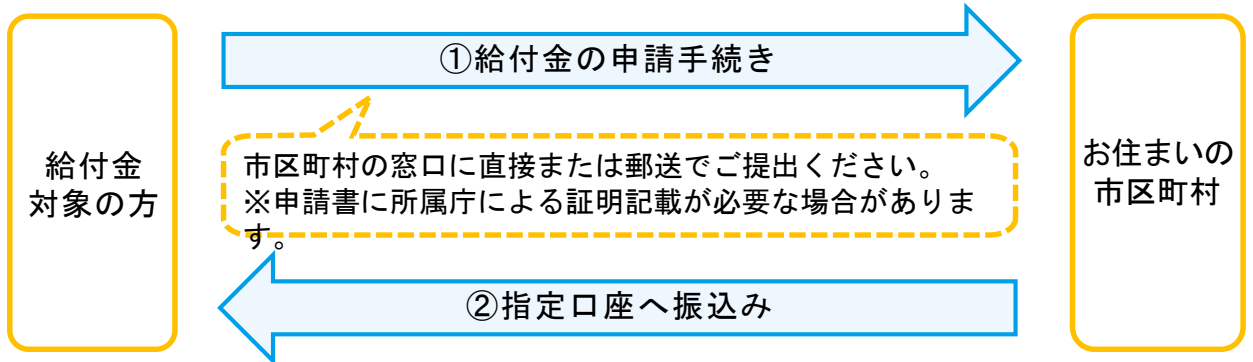 ①給付金の申請手続き
給付金
対象の方
市区町村の窓口に直接または郵送でご提出ください。
※申請書に所属庁による証明記載が必要な場合がありま
す。
お住まいの
市区町村
②指定口座へ振込み